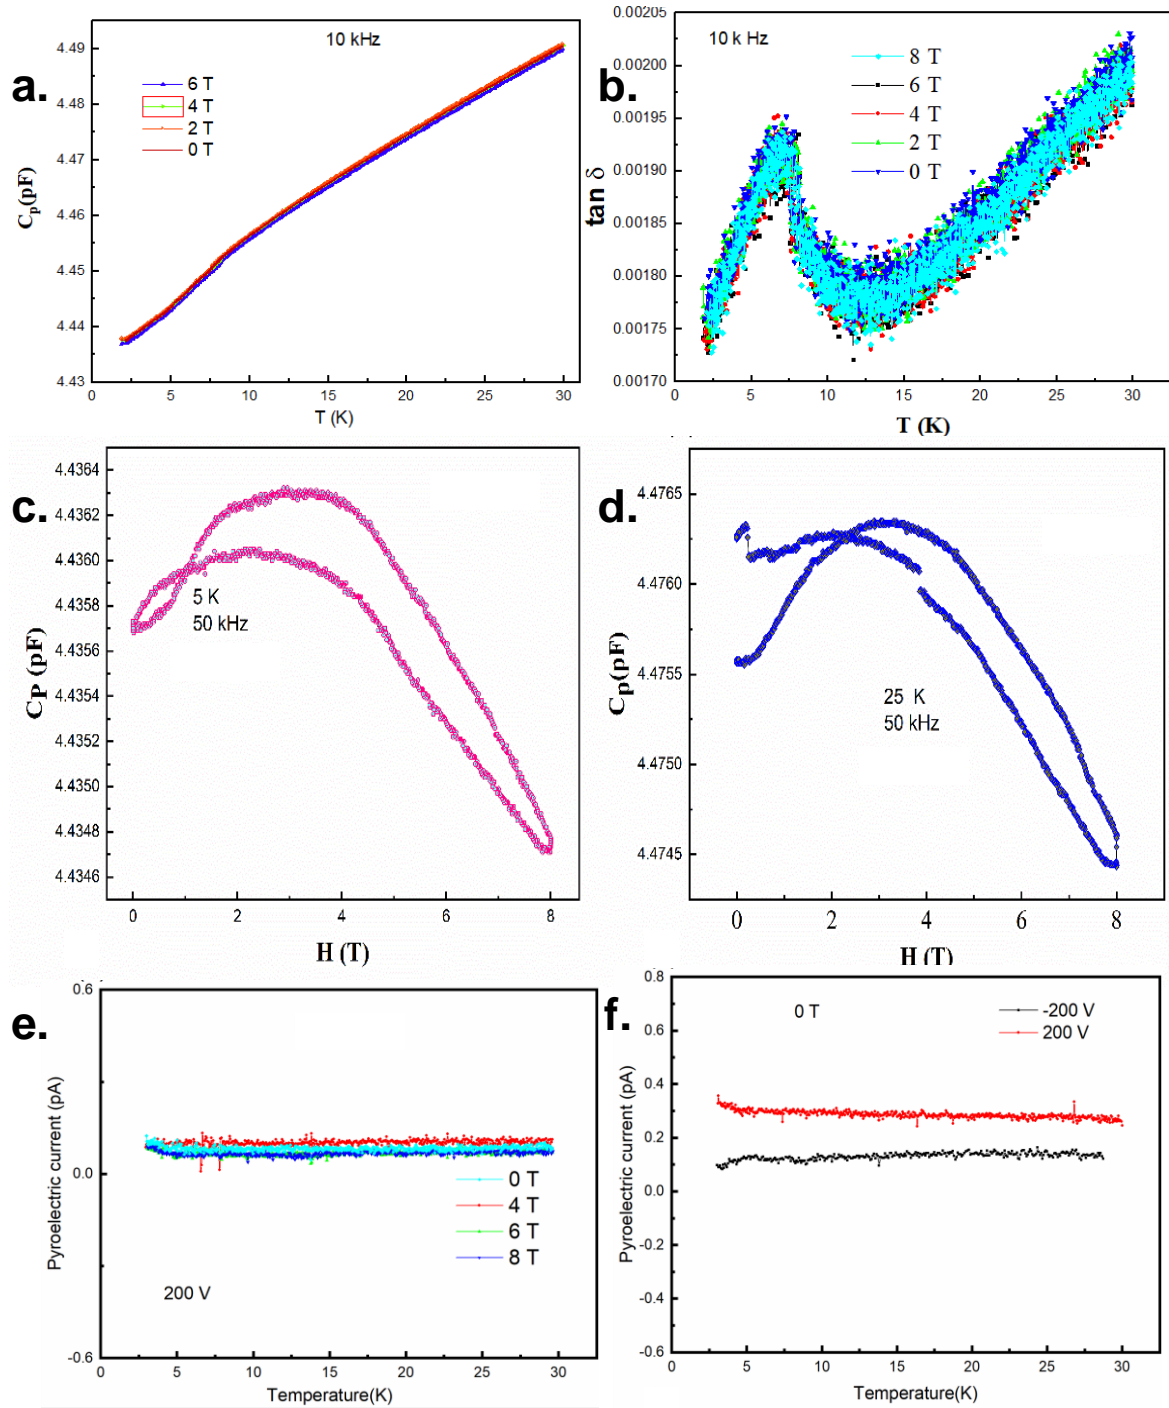 a.
10 kHz
6 T
4 T
2 T
0 T
4.49
4.48
4.47
4.46
4.45
4.44
4.43
Cp(pF)
0 5 10 15 20 25 30
T (K)
b.
10 k Hz
8 T
6 T
4 T
2 T
0 T
0.00205
0.00200
0.00195
0.00190
0.00185
0.00180
0.00175
0.00170
tan δ
0 5 10 15 20 25 30
T (K)
c.
4.4364
4.4362
4.4360
4.4358
4.4356
4.4354
4.4352
4.4350
4.4348
4.4346
CP (pF)
5 K
50 kHz
0 2 4 6 8
H (T)
d.
4.4765
4.4760
4.4755
4.4750
4.4745
Cp(pF)
25 K
50 kHz
0 2 4 6 8
H (T)
e.
0.6
0.0
-0.6
Pyroelectric current (pA)
0 T
4 T
6 T
8 T
200 V
0 5 10 15 20 25 30
Temperature(K)
f.
0 T
-200 V
200 V
0.8
0.6
0.4
0.2
0.0
-0.2
-0.4
-0.6
Pyroelectric current (pA)
0 5 10 15 20 25 30
Temperature(K)